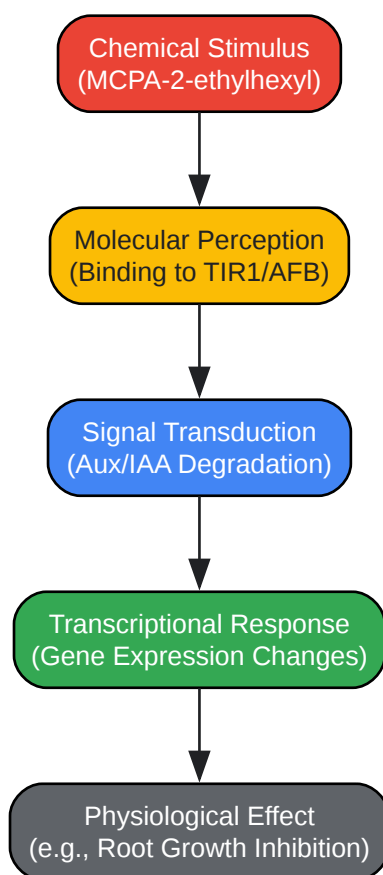 Chemical Stimulus
(MCPA-2-ethylhexyl)
Molecular Perception
(Binding to TIR1/AFB)
Signal Transduction
(Aux/IAA Degradation)
Transcriptional Response
(Gene Expression Changes)
Physiological Effect
(e.g., Root Growth Inhibition)